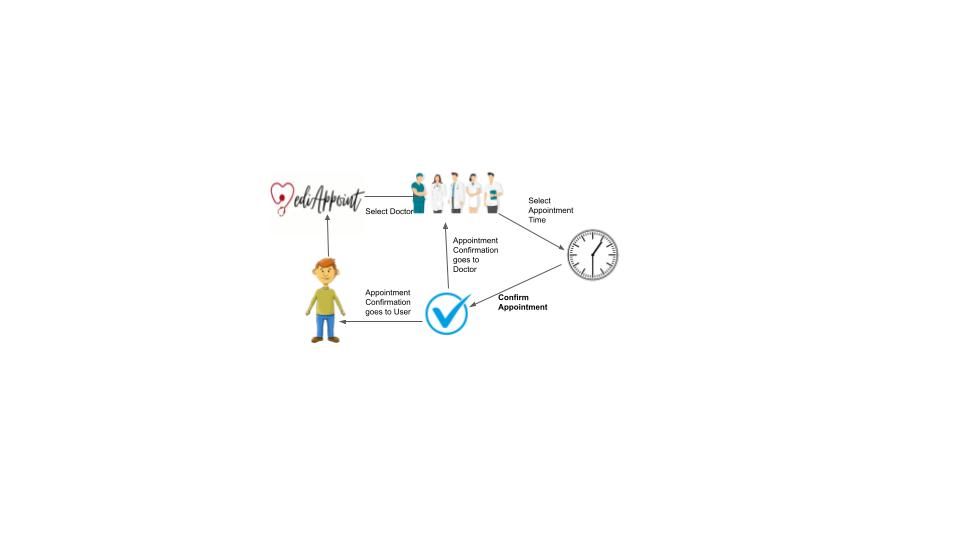 ediAppoint
Select Doctor
Select
Appointment
Time
Appointment
Confirmation
goes to
Doctor
Appointment
Confirmation
goes to User
Confirm
Appointment